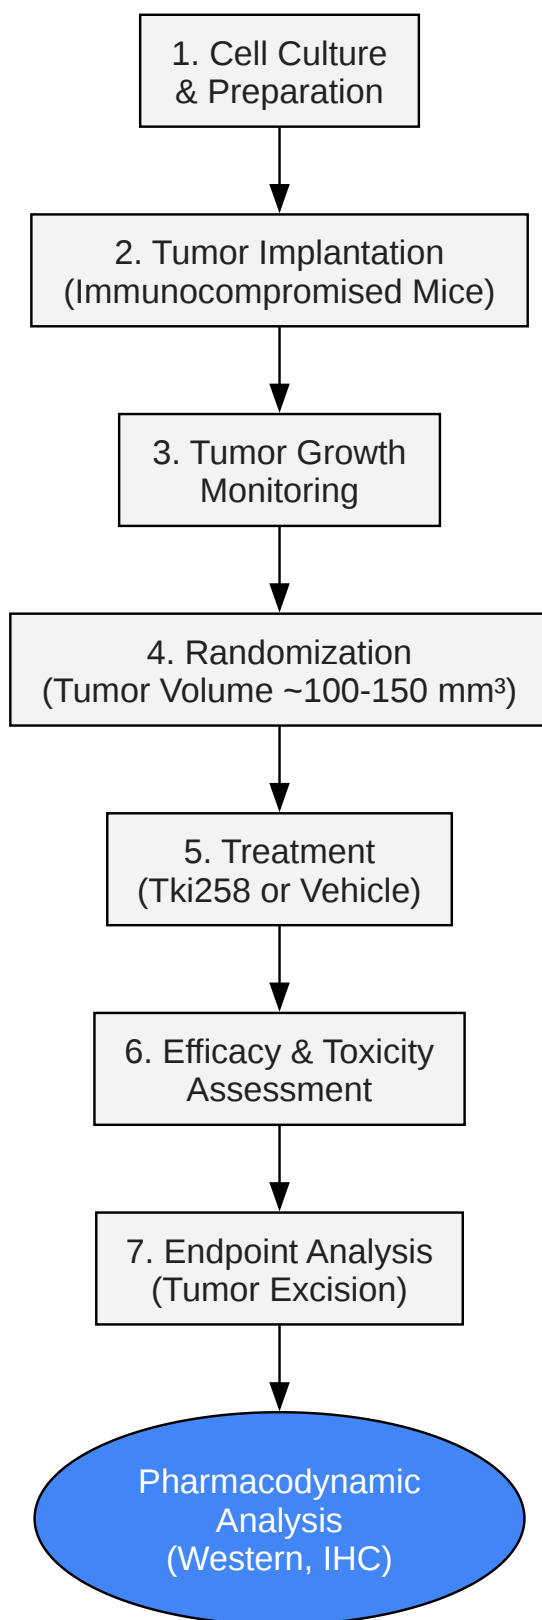 1. Cell Culture
& Preparation
2. Tumor Implantation
(Immunocompromised Mice)
3. Tumor Growth
Monitoring
4. Randomization
(Tumor Volume ~100-150 mm³)
5. Treatment
(Tki258 or Vehicle)
6. Efficacy & Toxicity
Assessment
7. Endpoint Analysis
(Tumor Excision)
Pharmacodynamic
Analysis
(Western, IHC)